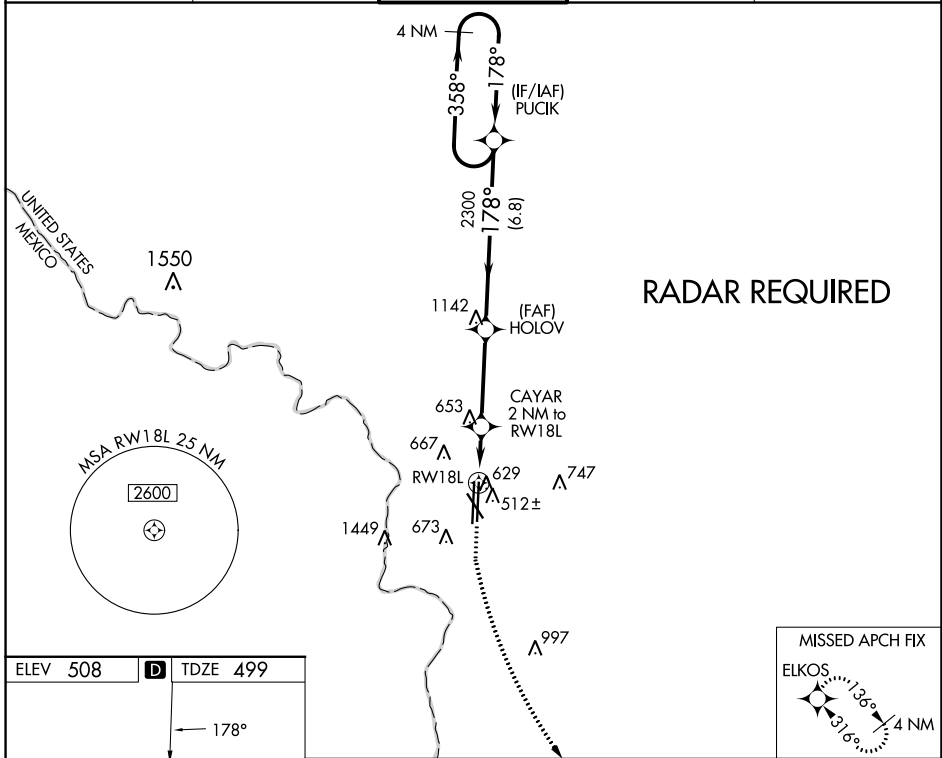 4 NM
358°
178°
(IF/IAF)
PUCIK
2300
178°
(6.8)
UNITED STATES
MEXICO
1550
RADAR REQUIRED
1142
(FAF)
HOLOV
653
CAYAR
2 NM to
RW18L
667
RW18L
629
747
512±
MSA RW18L 25 NM
2600
1449
673
997
MISSED APCH FIX
ELKOS
136°
316°
4 NM
ELEV 508 D TDZE 499
178°